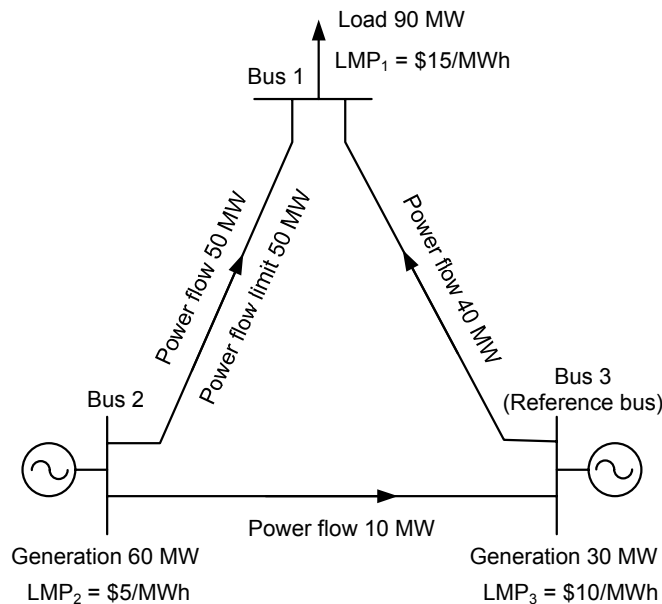 Load 90 MW
LMP₁ = $15/MWh
Bus 1
Power flow 50 MW
Power flow limit 50 MW
Power flow 40 MW
Bus 2
Bus 3
(Reference bus)
Power flow 10 MW
Generation 60 MW
LMP₂ = $5/MWh
Generation 30 MW
LMP₃ = $10/MWh